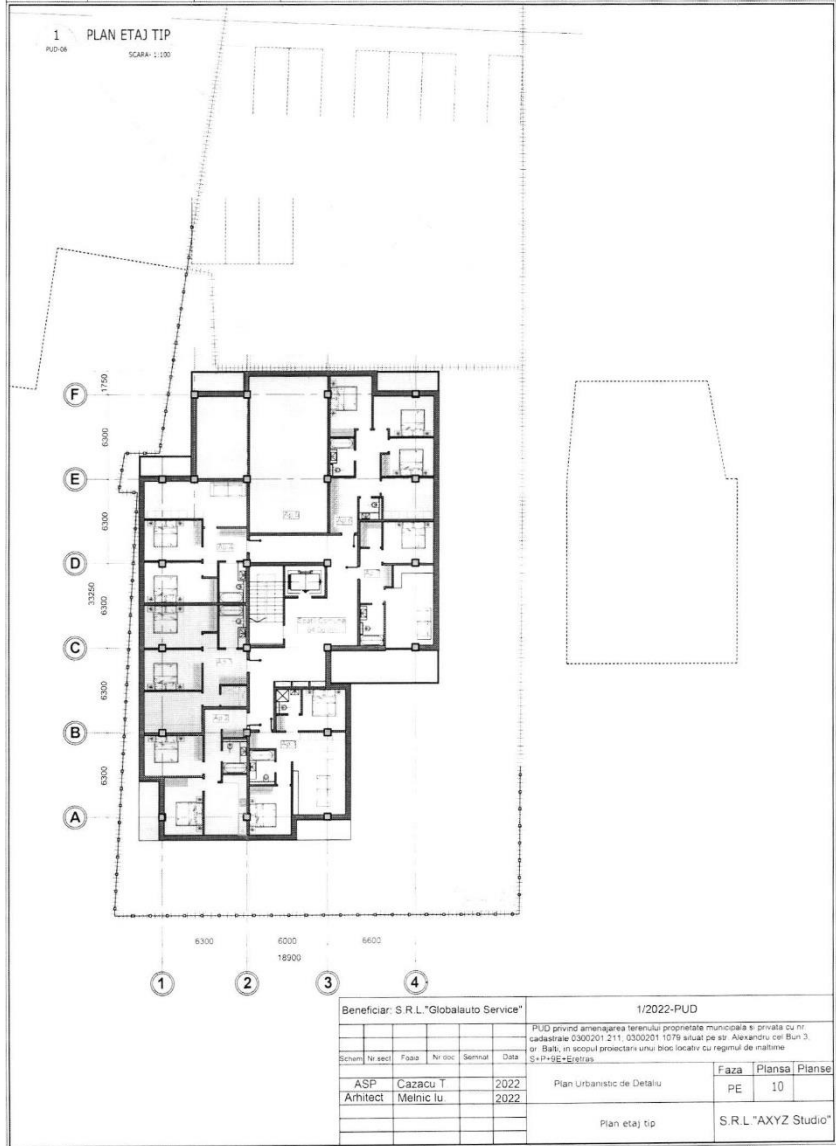 1 PLAN ETAJ TIP
PUD-06 SCARA- 1:100
F
1750
6300
E
6300
D
33250
6300
C
6300
B
6300
A
6300 6000 6600
18900
1 2 3 4
Beneficiar: S.R.L."Globalauto Service" 1/2022-PUD
PUD privind amenajarea terenului proprietate municipala si privata cu nr.
cadastrale 0300201.211, 0300201.1079 situat pe str. Alexandru cel Bun 3,
or. Balti, in scopul proiectarii unui bloc locativ cu regimul de inaltime
S+P+9E+Eretras
Schem Nr.sect Foaia Nr.doc Semnat Data
ASP Cazacu T 2022
Arhitect Melnic Iu. 2022
Plan Urbanistic de Detaliu
Faza Plansa Planse
PE 10
Plan etaj tip
S.R.L."AXYZ Studio"